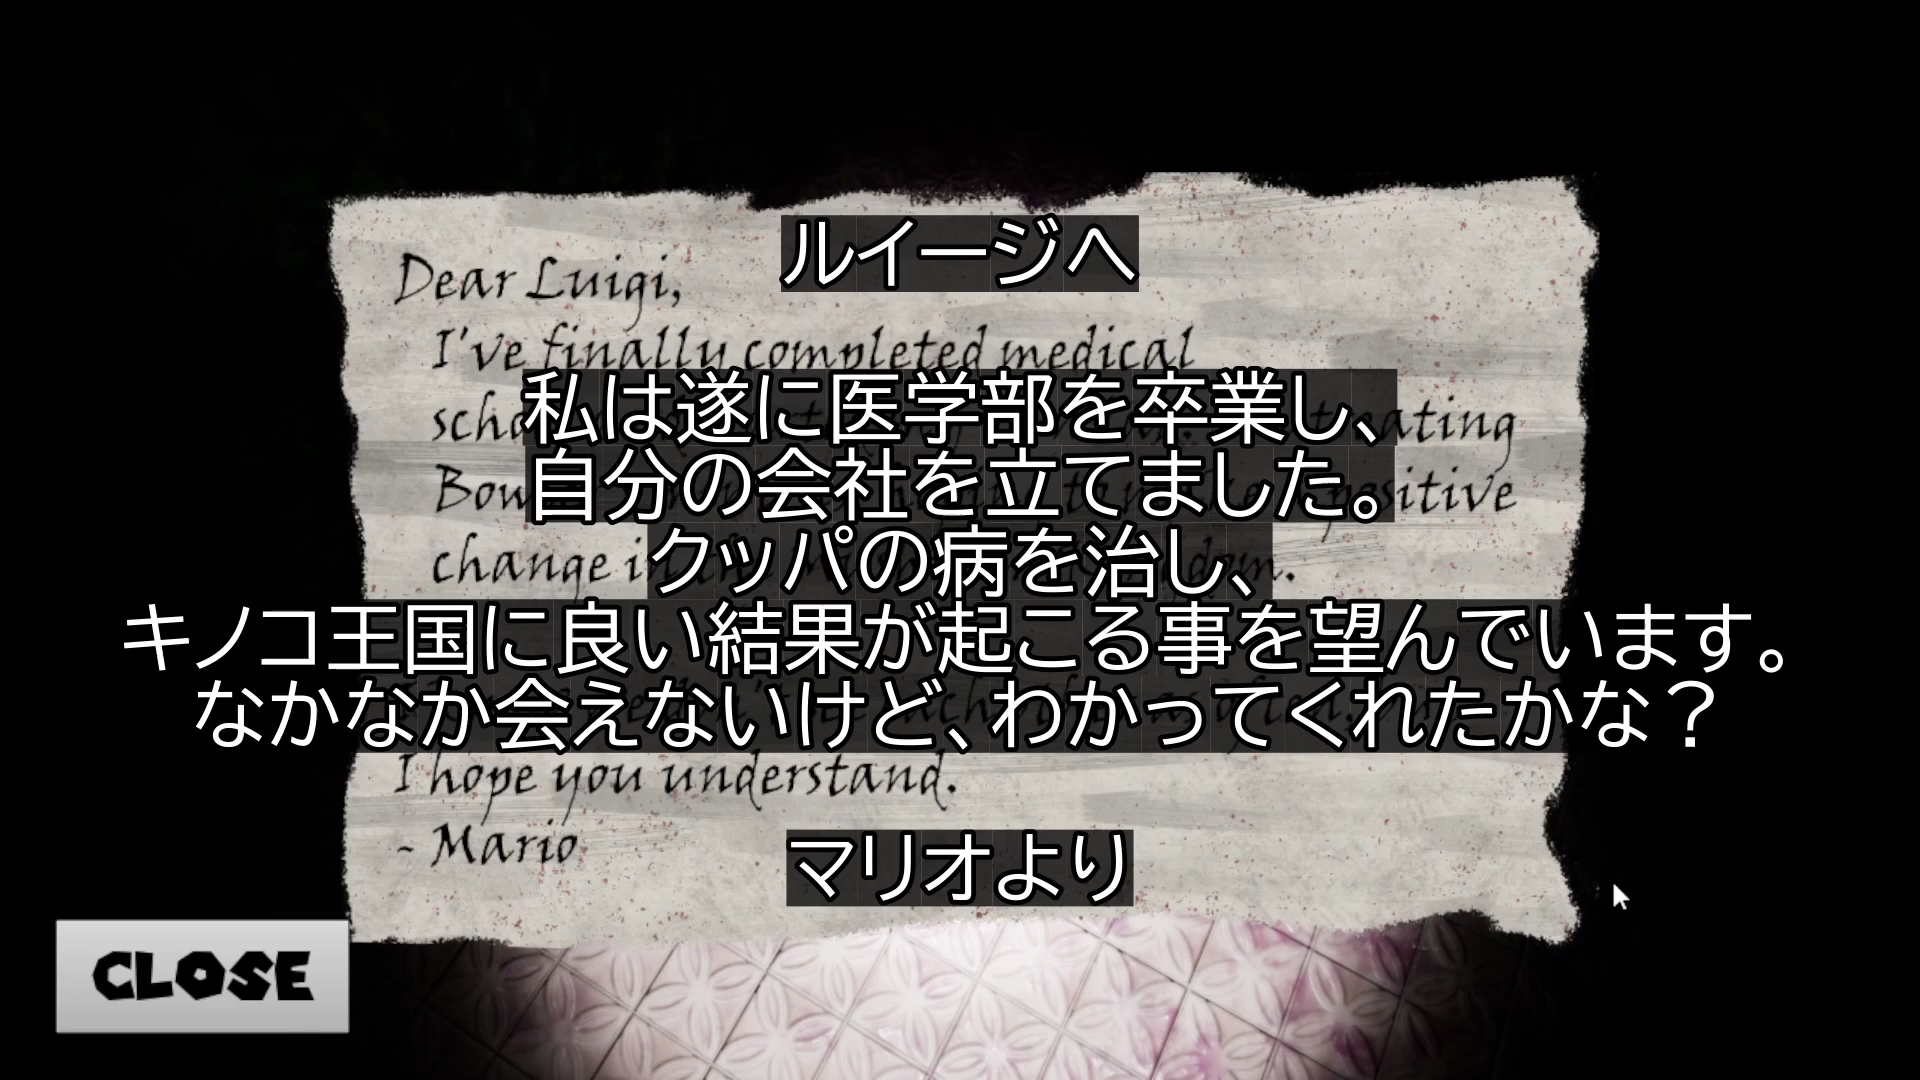 Dear Luigi,
ルイージへ
I've finally completed medical
私は遂に医学部を卒業し、
ating
自分の会社を立てました。
positive
クッパの病を治し、
change in
キノコ王国に良い結果が起こる事を望んでいます。
なかなか会えないけど、わかってくれたかな？
I hope you understand.
- Mario
マリオより
CLOSE